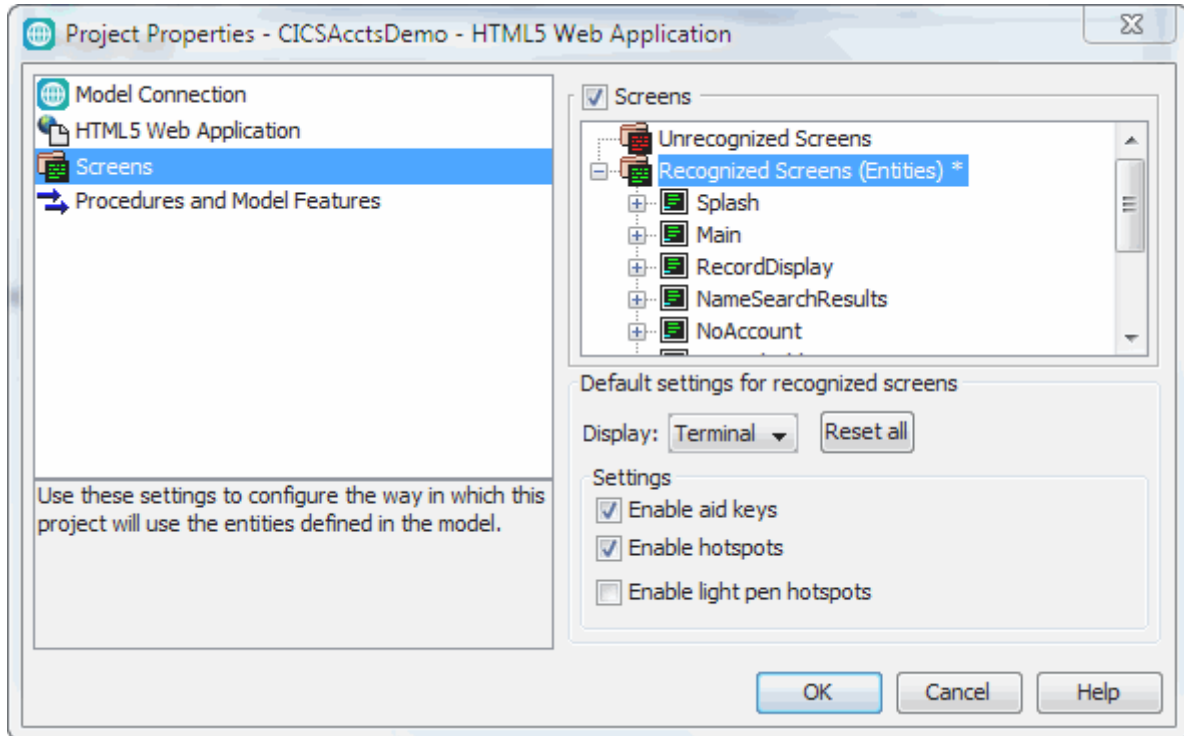 Project Properties - CICSAcctsDemo - HTML5 Web Application
Model Connection
HTML5 Web Application
Screens
Procedures and Model Features
Use these settings to configure the way in which this
project will use the entities defined in the model.
Screens
Unrecognized Screens
Recognized Screens (Entities) *
Splash
Main
RecordDisplay
NameSearchResults
NoAccount
Default settings for recognized screens
Display: Terminal Reset all
Settings
Enable aid keys
Enable hotspots
Enable light pen hotspots
OK Cancel Help